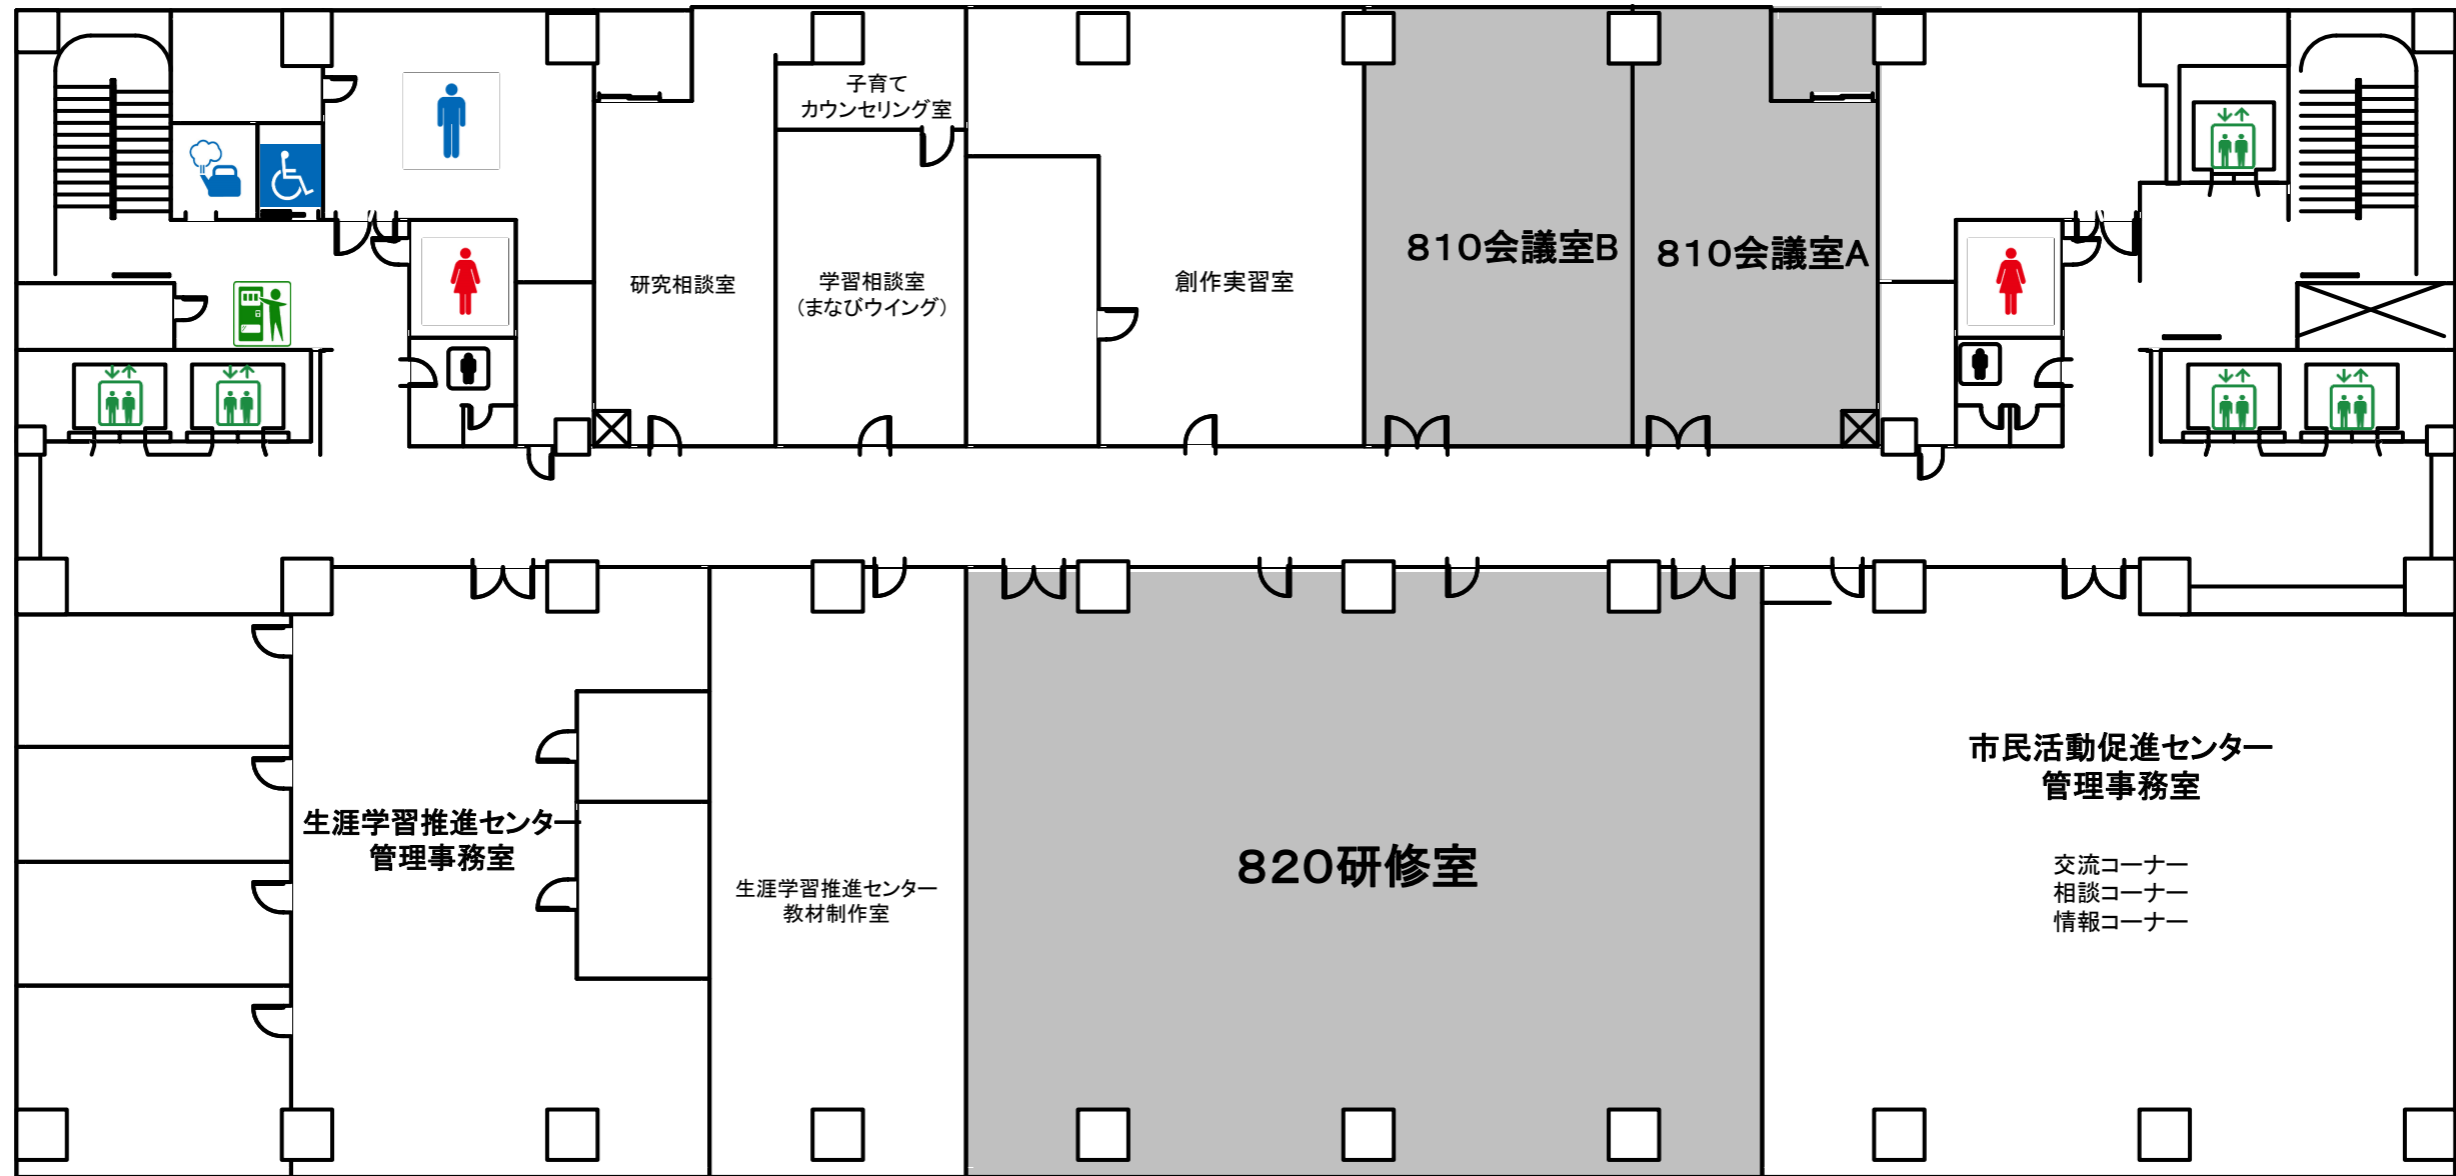 子育て
カウンセリング室
研究相談室
学習相談室
(まなびウイング)
創作実習室
810会議室B
810会議室A
生涯学習推進センター
管理事務室
生涯学習推進センター
教材制作室
820研修室
市民活動促進センター
管理事務室
交流コーナー
相談コーナー
情報コーナー